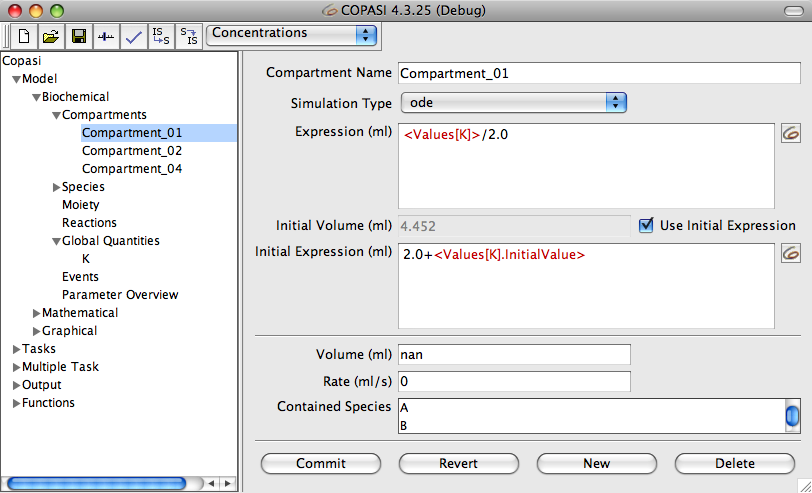 COPASI 4.3.25 (Debug)
IS S S IS Concentrations
Copasi
Model
Biochemical
Compartments
Compartment_01
Compartment_02
Compartment_04
Species
Moiety
Reactions
Global Quantities
K
Events
Parameter Overview
Mathematical
Graphical
Tasks
Multiple Task
Output
Functions
Compartment Name Compartment_01
Simulation Type ode
Expression (ml) <Values[K]>/2.0
Initial Volume (ml) 4.452 Use Initial Expression
Initial Expression (ml) 2.0+<Values[K].InitialValue>
Volume (ml) nan
Rate (ml/s) 0
Contained Species A
B
Commit Revert New Delete